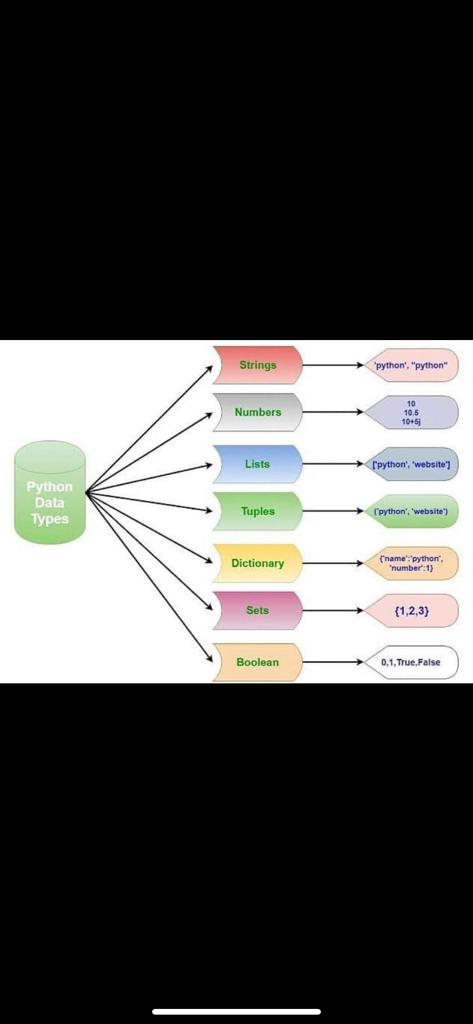 Python
Data
Types
Strings
'python', "python"
Numbers
10
10.5
10+5j
Lists
['python', 'website']
Tuples
('python', 'website')
Dictionary
{'name':'python',
'number':1}
Sets
{1,2,3}
Boolean
0,1,True,False